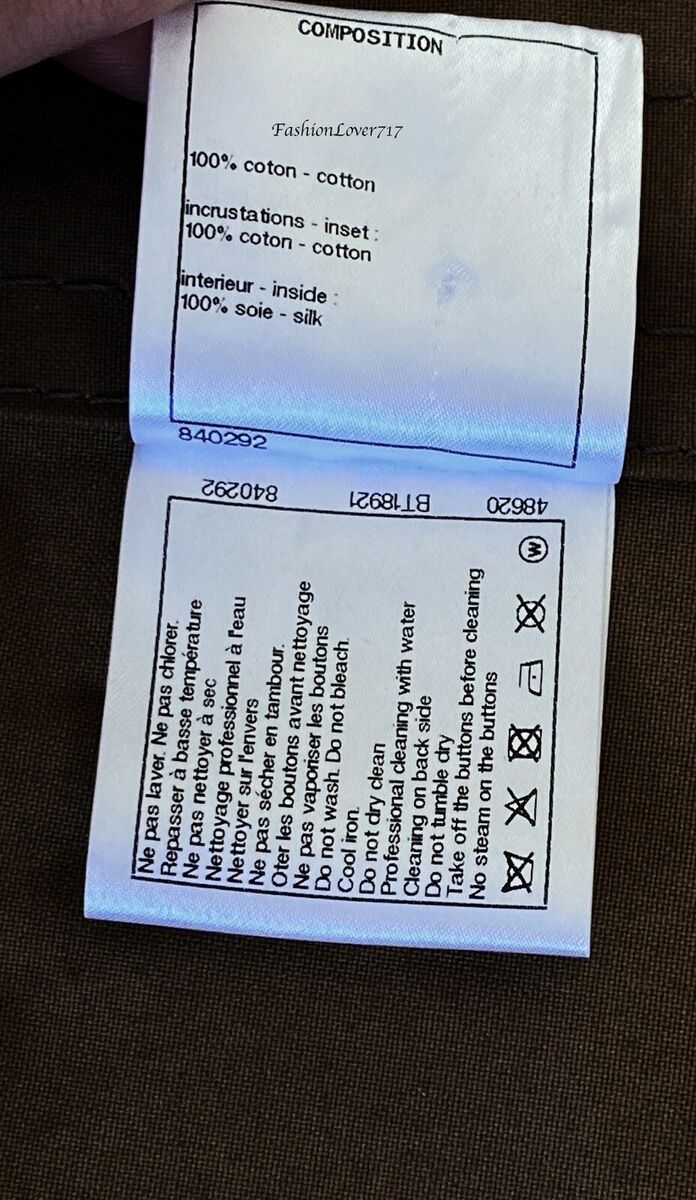 COMPOSITION
FashionLover717
100% coton - cotton
incrustations - inset :
100% coton - cotton
interieur - inside :
100% soie - silk
840292
840292
BT18921
48620
Ne pas laver. Ne pas chlorer.
Repasser à basse température
Ne pas nettoyer à sec
Nettoyage professionnel à l'eau
Nettoyer sur l'envers
Ne pas sécher en tambour.
Oter les boutons avant nettoyage
Ne pas vaporiser les boutons
Do not wash. Do not bleach.
Cool iron.
Do not dry clean
Professional cleaning with water
Cleaning on back side
Do not tumble dry
Take off the buttons before cleaning
No steam on the buttons
W